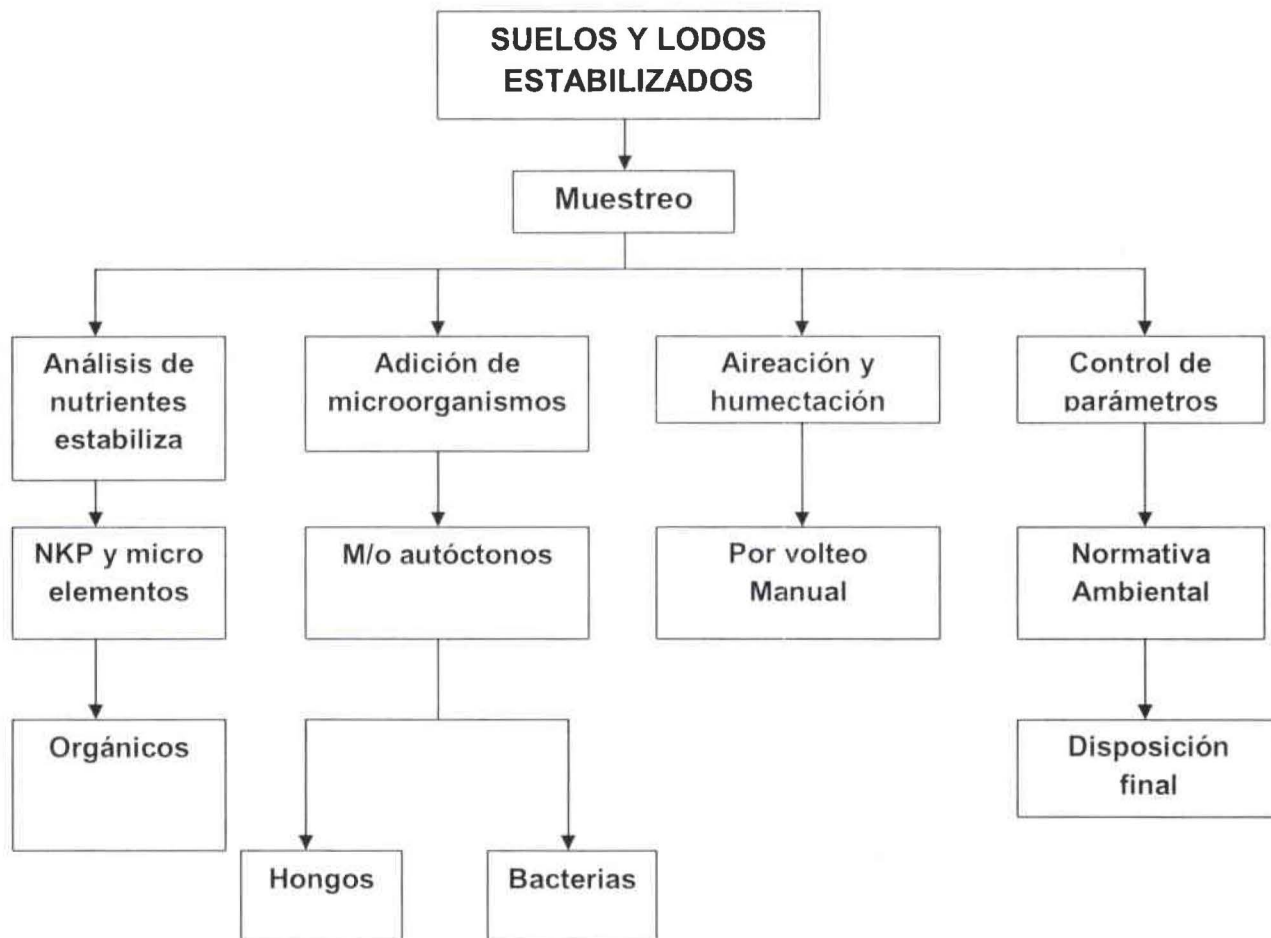 SUELOS Y LODOS
ESTABILIZADOS
Muestreo
Análisis de
nutrientes
estabiliza
Adición de
microorganismos
Aireación y
humectación
Control de
parámetros
NKP y micro
elementos
M/o autóctonos
Por volteo
Manual
Normativa
Ambiental
Orgánicos
Disposición
final
Hongos
Bacterias